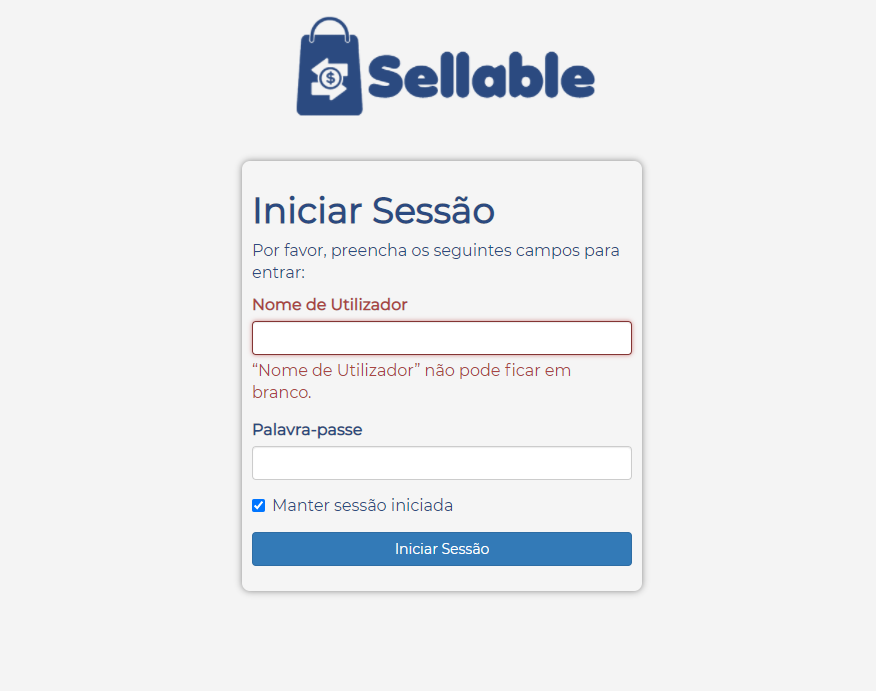 $
Sellable
Iniciar Sessão
Por favor, preencha os seguintes campos para
entrar:
Nome de Utilizador
“Nome de Utilizador” não pode ficar em
branco.
Palavra-passe
Manter sessão iniciada
Iniciar Sessão